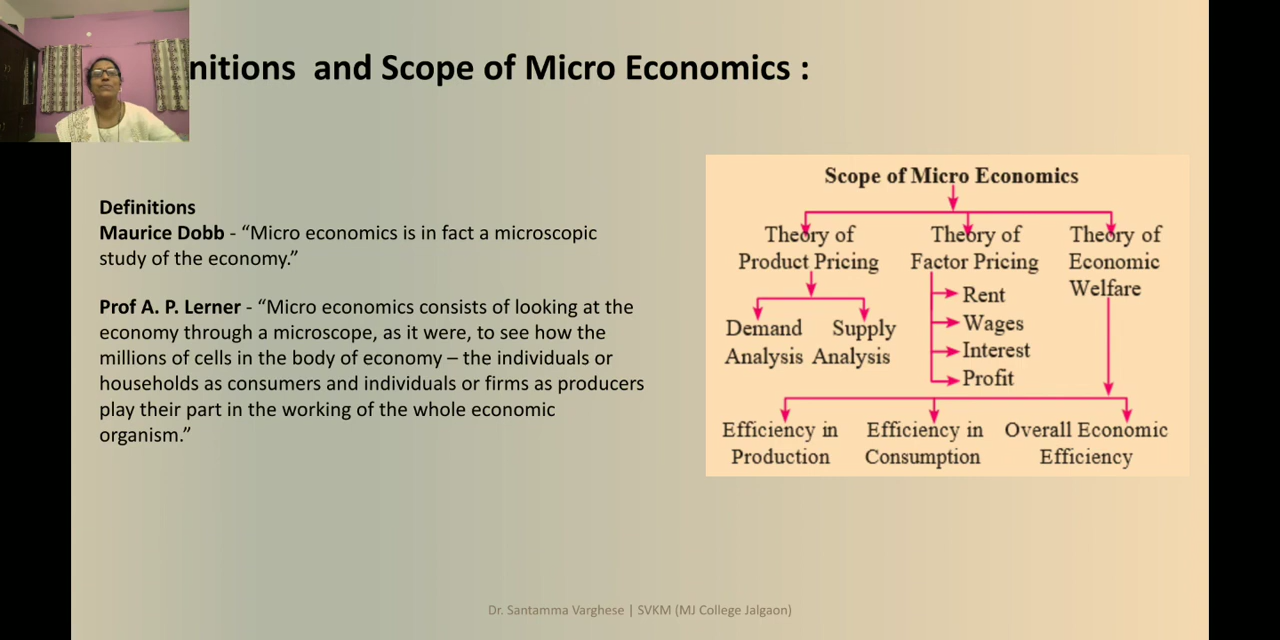 nitions and Scope of Micro Economics :
Definitions
Maurice Dobb - “Micro economics is in fact a microscopic
study of the economy.”
Prof A. P. Lerner - “Micro economics consists of looking at the
economy through a microscope, as it were, to see how the
millions of cells in the body of economy – the individuals or
households as consumers and individuals or firms as producers
play their part in the working of the whole economic
organism.”
Scope of Micro Economics
Theory of
Product Pricing
Theory of
Factor Pricing
Theory of
Economic
Welfare
Demand
Analysis
Supply
Analysis
Rent
Wages
Interest
Profit
Efficiency in
Production
Efficiency in
Consumption
Overall Economic
Efficiency
Dr. Santamma Varghese | SVKM (MJ College Jalgaon)